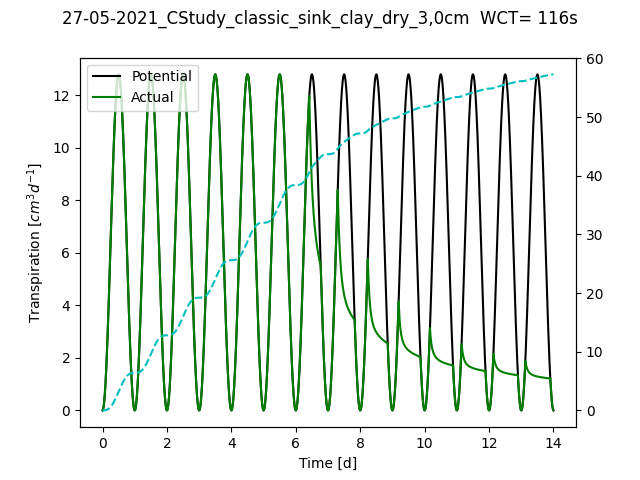 27-05-2021_CStudy_classic_sink_clay_dry_3,0cm  WCT= 116s
Potential
Actual
Transpiration [cm³ d⁻¹]
12
10
8
6
4
2
0
60
50
40
30
20
10
0
0 2 4 6 8 10 12 14
Time [d]